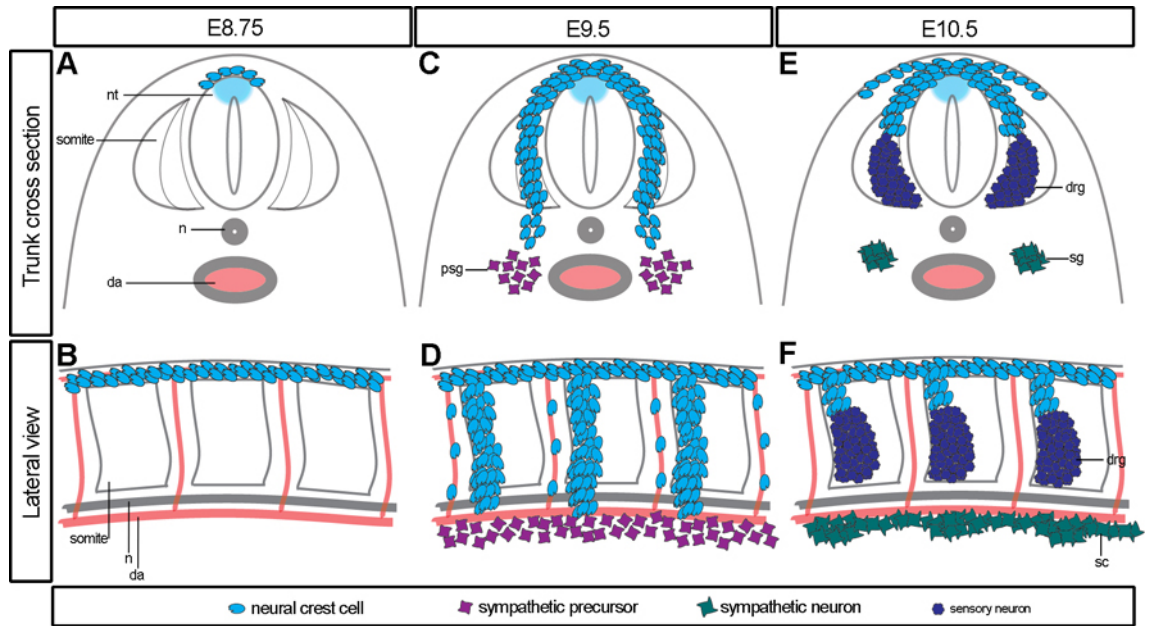 E8.75
E9.5
E10.5
Trunk cross section
A
nt
somite
n
da
C
psg
E
drg
sg
Lateral view
B
somite
n
da
D
F
drg
sc
neural crest cell
sympathetic precursor
sympathetic neuron
sensory neuron